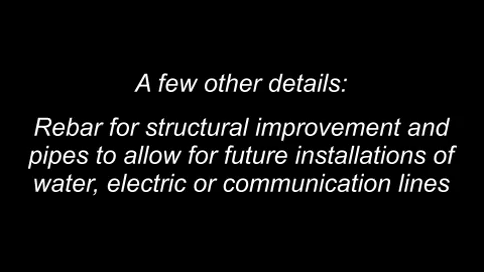 A few other details:
Rebar for structural improvement and
pipes to allow for future installations of
water, electric or communication lines